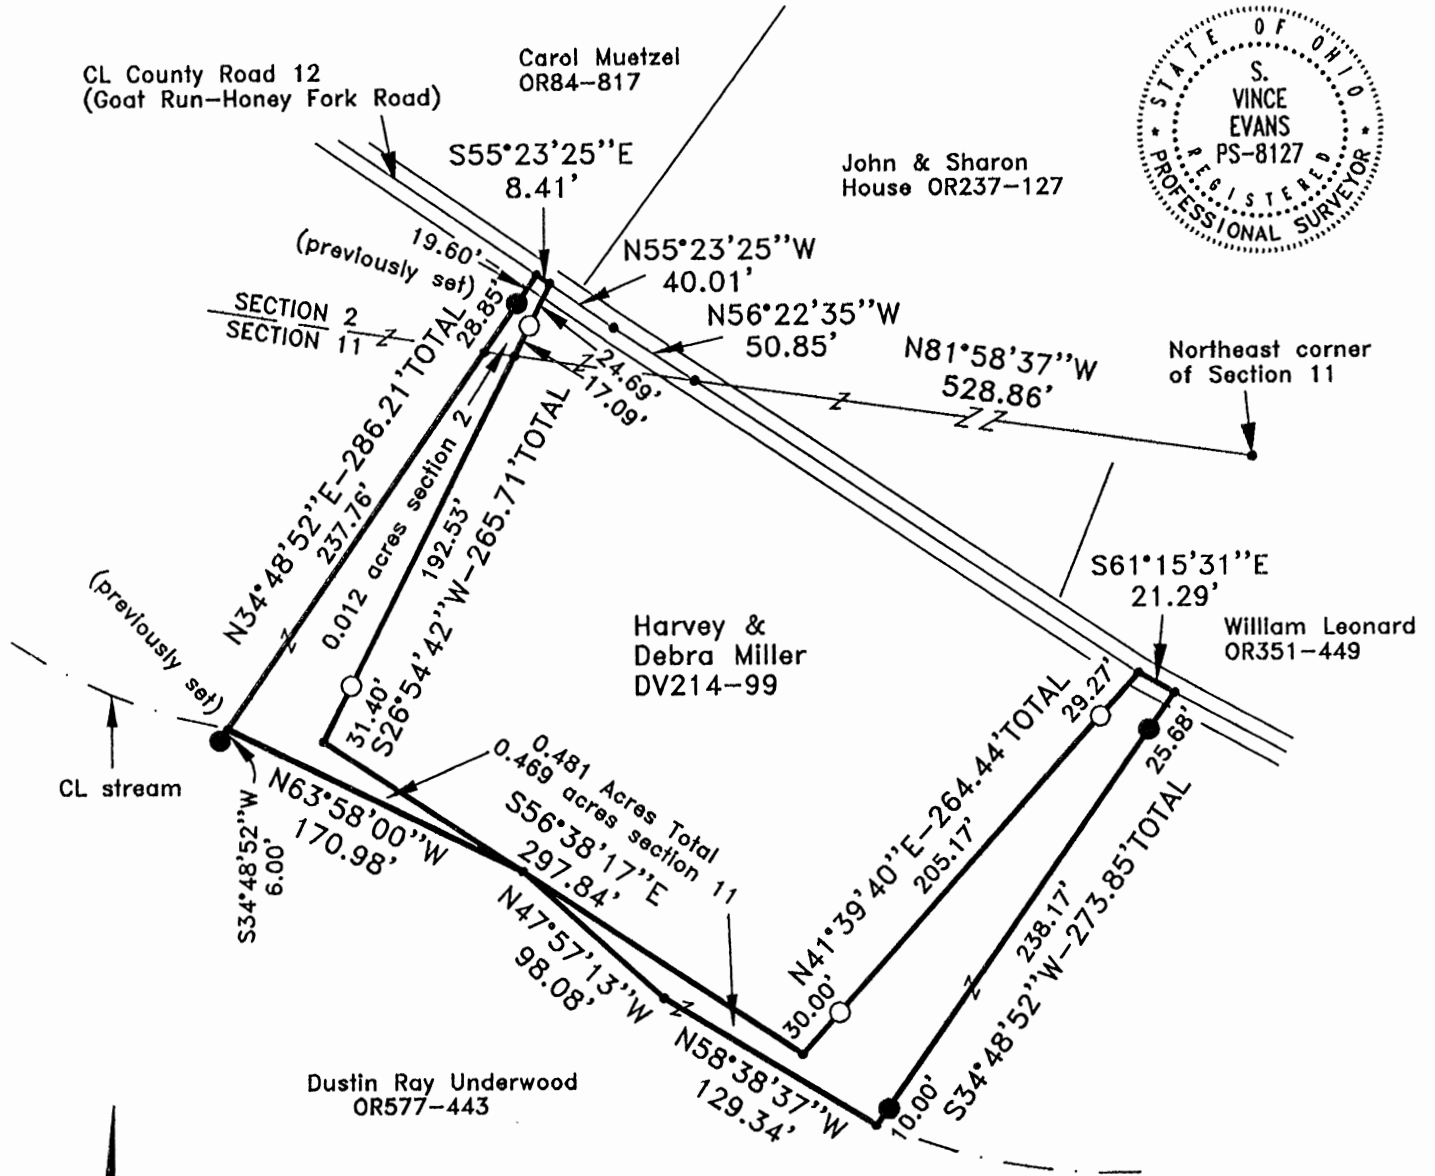 CL County Road 12
(Goat Run-Honey Fork Road)
Carol Muetzel
OR84-817
STATE OF OHIO
S.
VINCE
EVANS
PS-8127
REGISTERED
PROFESSIONAL SURVEYOR
S55°23'25"E
8.41'
John & Sharon
House OR237-127
19.60'
(previously set)
N55°23'25"W
40.01'
N56°22'35"W
50.85'
N81°58'37"W
528.86'
Northeast corner
of Section 11
SECTION 2
SECTION 11
28.85'
24.69'
17.09'
N34°48'52"E-286.21'TOTAL
237.76'
0.012 acres section 2
192.53'
S26°54'42"W-265.71'TOTAL
31.40'
(previously set)
S61°15'31"E
21.29'
William Leonard
OR351-449
Harvey &
Debra Miller
DV214-99
29.27'
25.68'
N41°39'40"E-264.44'TOTAL
205.17'
30.00'
238.17'
S34°48'52"W-273.85'TOTAL
10.00'
CL stream
S34°48'52"W
6.00'
N63°58'00"W
170.98'
0.481 Acres Total
0.469 acres section 11
S56°38'17"E
297.84'
N47°57'13"W
98.08'
N58°38'37"W
129.34'
Dustin Ray Underwood
OR577-443